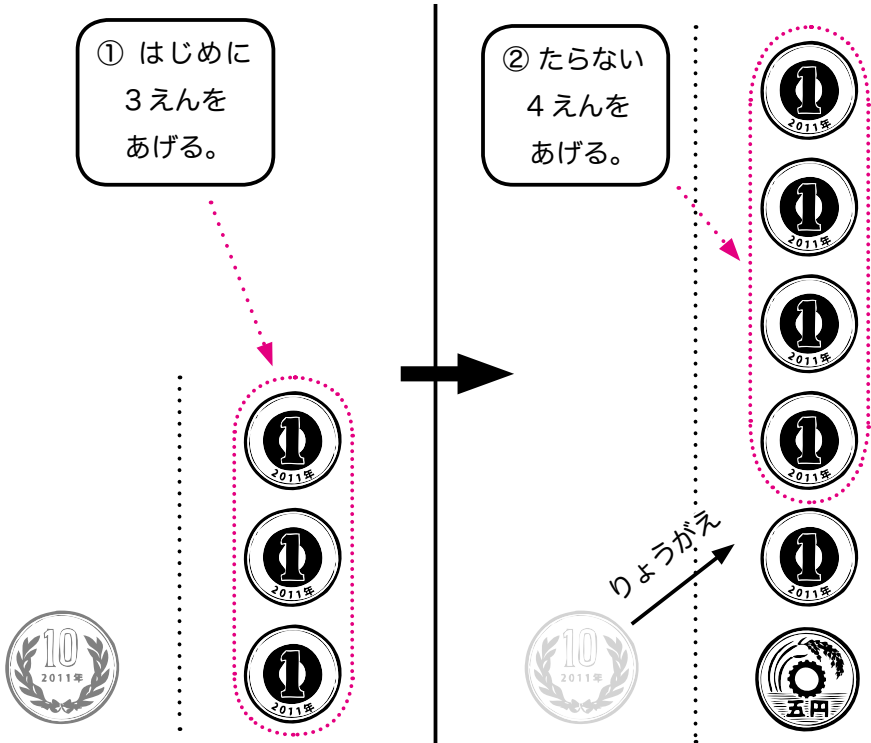 ① はじめに
3えんを
あげる。
1
2011年
1
2011年
1
2011年
10
2011年
② たらない
4えんを
あげる。
1
2011年
1
2011年
1
2011年
1
2011年
りょうがえ
1
2011年
10
2011年
五円